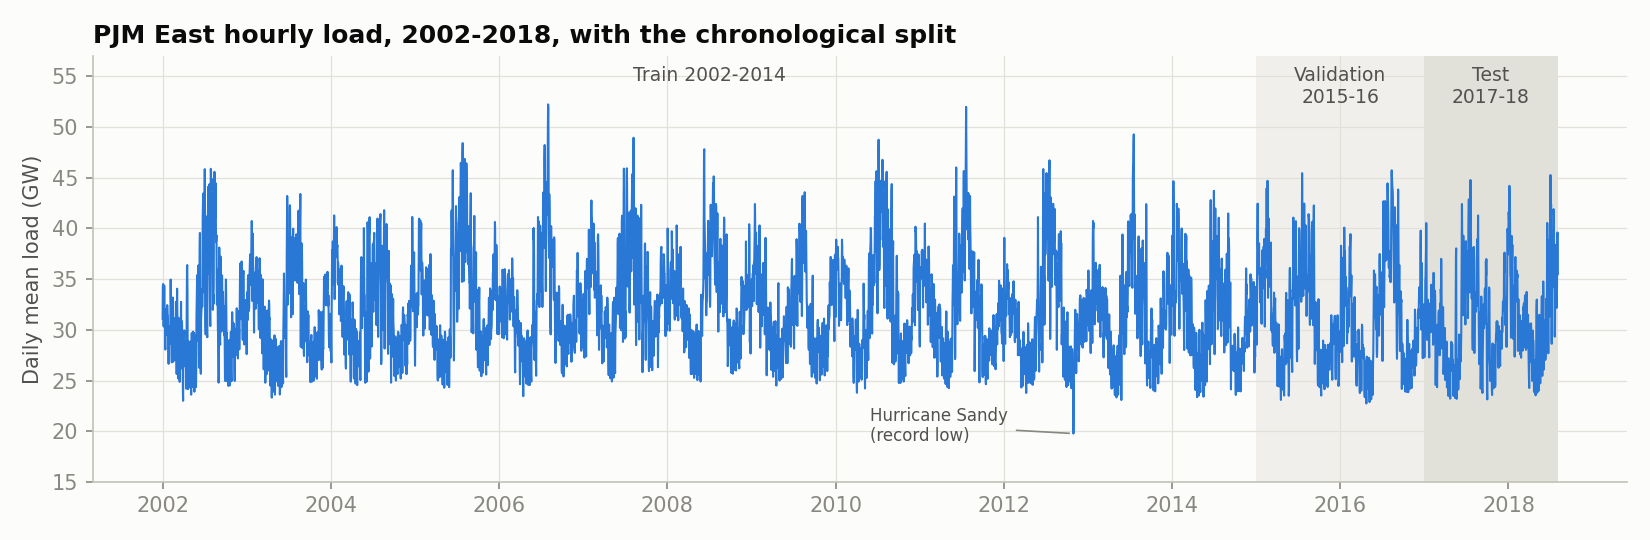 PJM East hourly load, 2002-2018, with the chronological split
Daily mean load (GW)
55
50
45
40
35
30
25
20
15
Train 2002-2014
Validation
2015-16
Test
2017-18
Hurricane Sandy
(record low)
2002
2004
2006
2008
2010
2012
2014
2016
2018